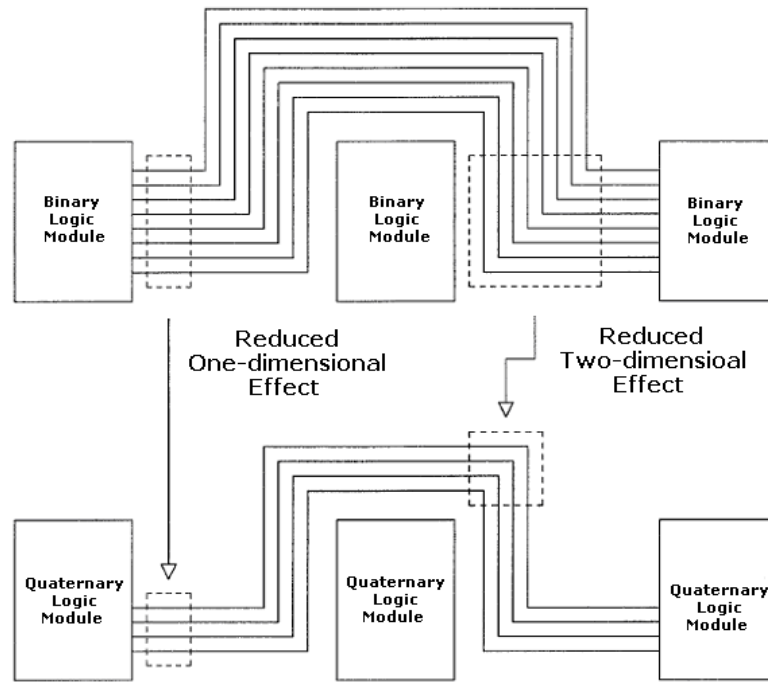 Binary
Logic
Module
Binary
Logic
Module
Binary
Logic
Module
Reduced
One-dimensional
Effect
Reduced
Two-dimensioal
Effect
Quaternary
Logic
Module
Quaternary
Logic
Module
Quaternary
Logic
Module